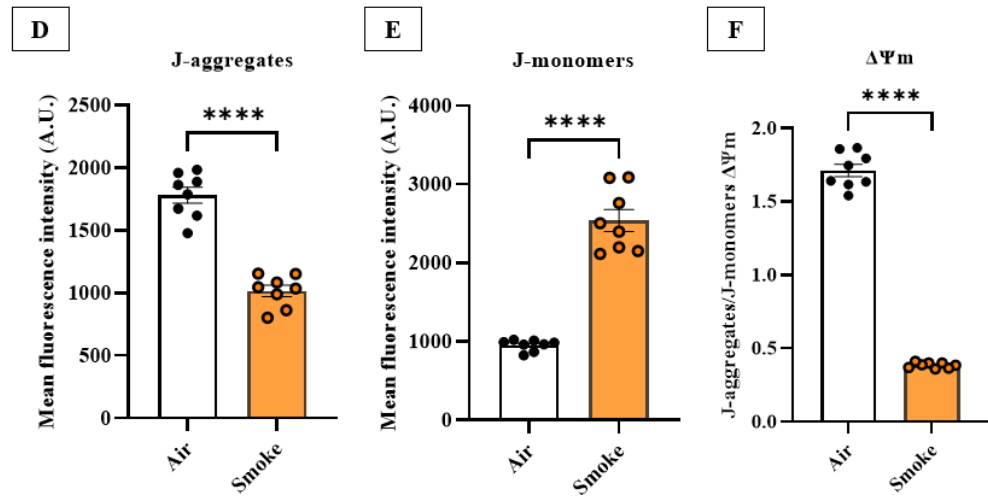 D
J-aggregates
****
Mean fluorescence intensity (A.U.)
2500
2000
1500
1000
500
0
Air
Smoke
E
J-monomers
****
Mean fluorescence intensity (A.U.)
4000
3000
2000
1000
0
Air
Smoke
F
ΔΨm
****
J-aggregates/J-monomers ΔΨm
2.0
1.5
1.0
0.5
0.0
Air
Smoke